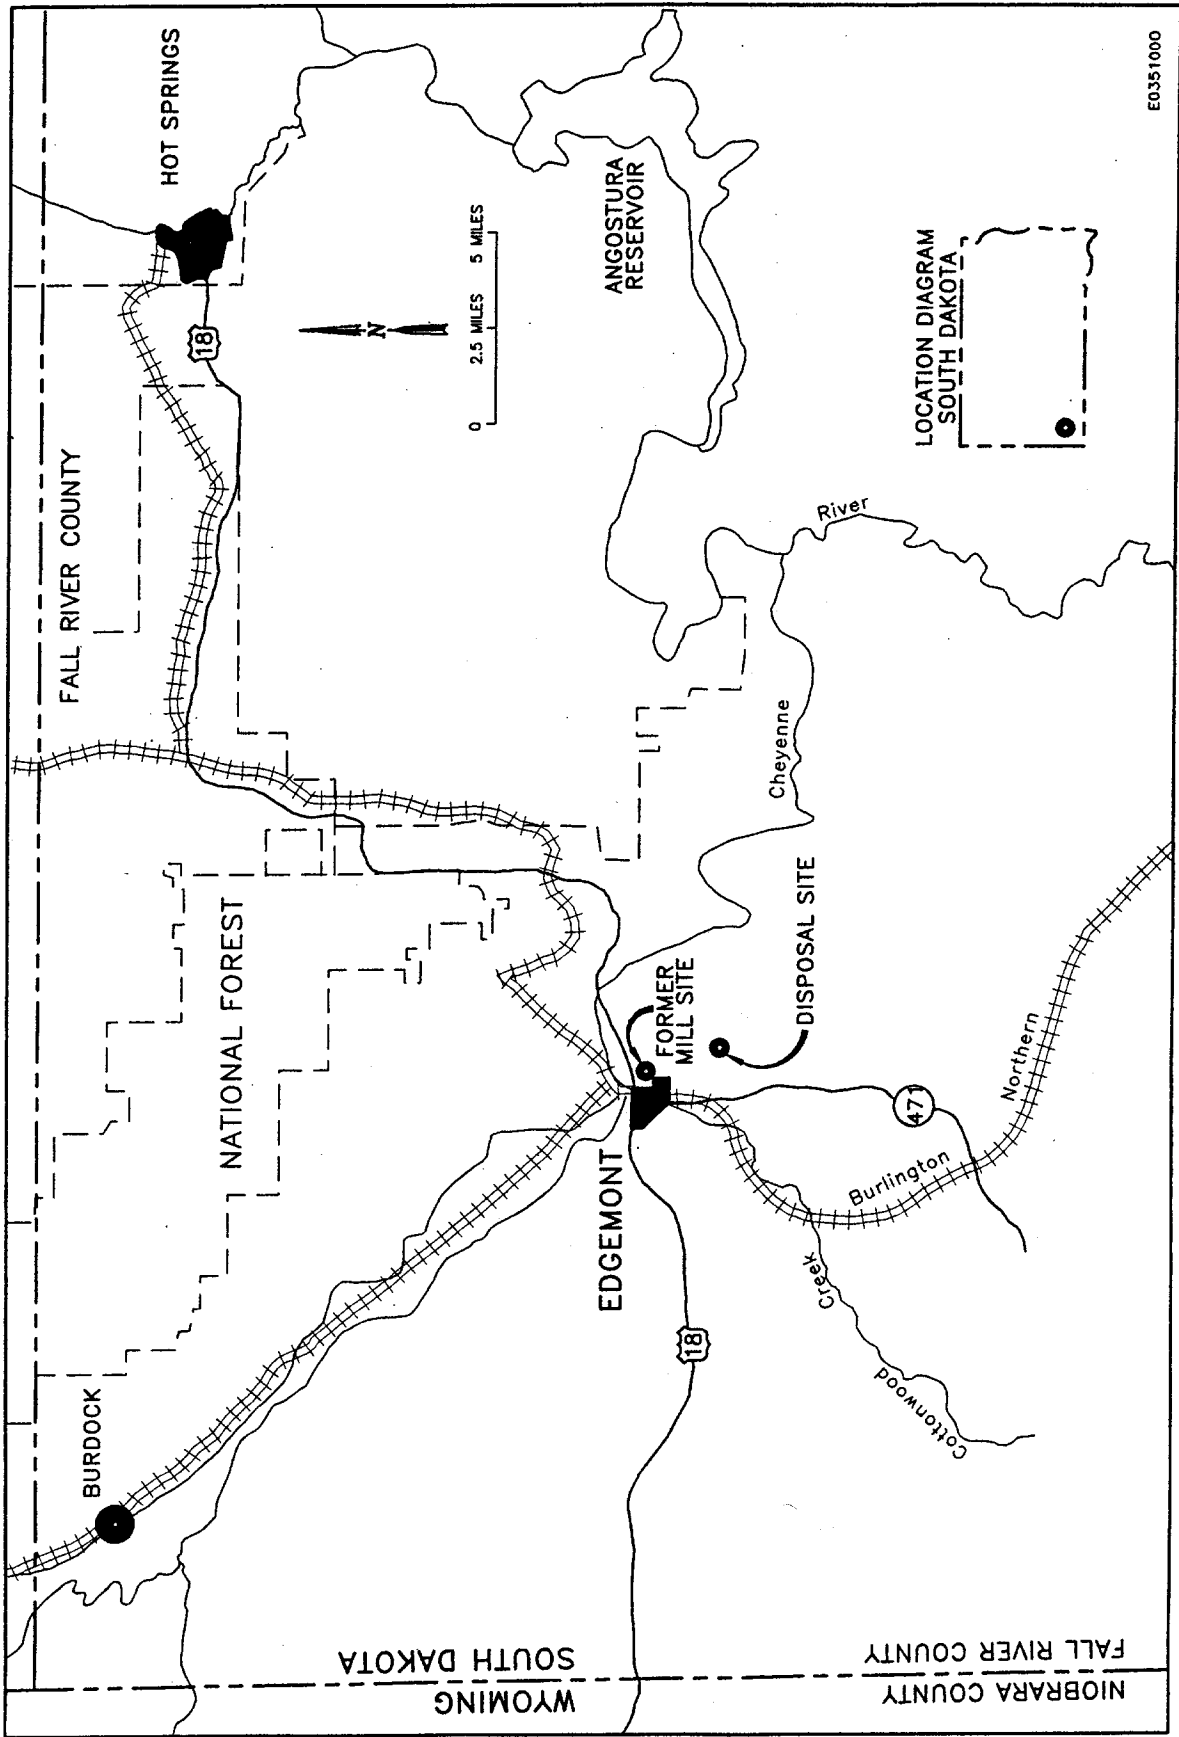 HOT SPRINGS
FALL RIVER COUNTY
18
N
0
2.5 MILES
5 MILES
BURDOCK
NATIONAL FOREST
ANGOSTURA
RESERVOIR
WYOMING
SOUTH DAKOTA
EDGEMONT
FORMER
MILL SITE
DISPOSAL SITE
Cheyenne
River
18
471
Burlington
Northern
Cottonwood
Creek
LOCATION DIAGRAM
SOUTH DAKOTA
NIOBRARA COUNTY
FALL RIVER COUNTY
E0351000